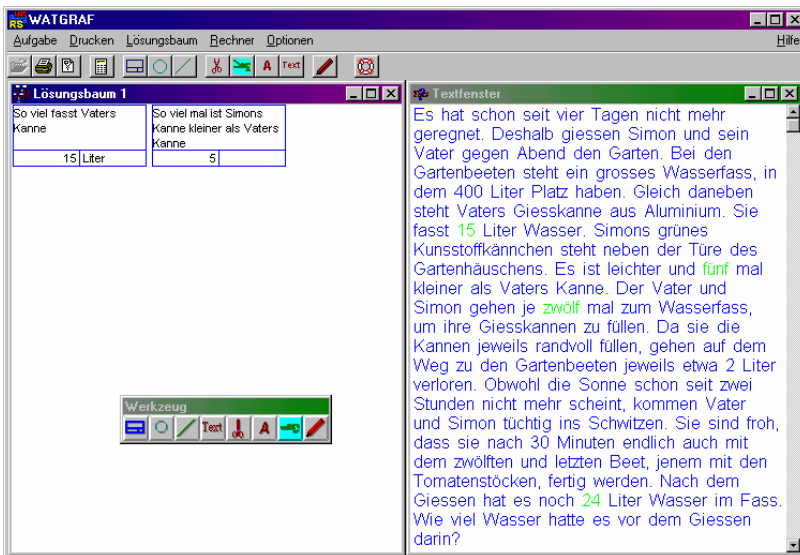 WATGRAF
Aufgabe Drucken Lösungsbaum Rechner Optionen Hilfe
A Text
Lösungsbaum 1
So viel fasst Vaters
Kanne
15 Liter
So viel mal ist Simons
Kanne kleiner als Vaters
Kanne
5
Werkzeug
Text A
Textfenster
Es hat schon seit vier Tagen nicht mehr
geregnet. Deshalb giessen Simon und sein
Vater gegen Abend den Garten. Bei den
Gartenbeeten steht ein grosses Wasserfass, in
dem 400 Liter Platz haben. Gleich daneben
steht Vaters Giesskanne aus Aluminium. Sie
fasst 15 Liter Wasser. Simons grünes
Kunsstoffkännchen steht neben der Türe des
Gartenhäuschens. Es ist leichter und fünf mal
kleiner als Vaters Kanne. Der Vater und
Simon gehen je zwölf mal zum Wasserfass,
um ihre Giesskannen zu füllen. Da sie die
Kannen jeweils randvoll füllen, gehen auf dem
Weg zu den Gartenbeeten jeweils etwa 2 Liter
verloren. Obwohl die Sonne schon seit zwei
Stunden nicht mehr scheint, kommen Vater
und Simon tüchtig ins Schwitzen. Sie sind froh,
dass sie nach 30 Minuten endlich auch mit
dem zwölften und letzten Beet, jenem mit den
Tomatenstöcken, fertig werden. Nach dem
Giessen hat es noch 24 Liter Wasser im Fass.
Wie viel Wasser hatte es vor dem Giessen
darin?